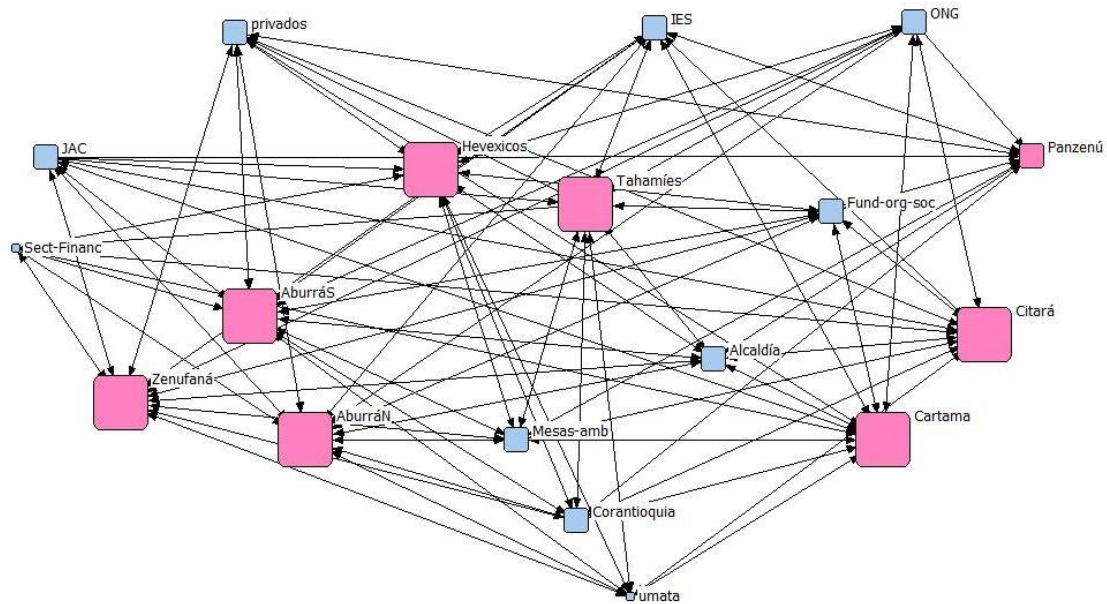 privados
IES
ONG
JAC
Hevexicos
Panzenú
Tahamíes
Fund-org-soc
Sect-Financ
AburráS
Citará
Alcaldía
Zenufaná
AburráN
Cartama
Mesas-amb
Corantioquia
umata